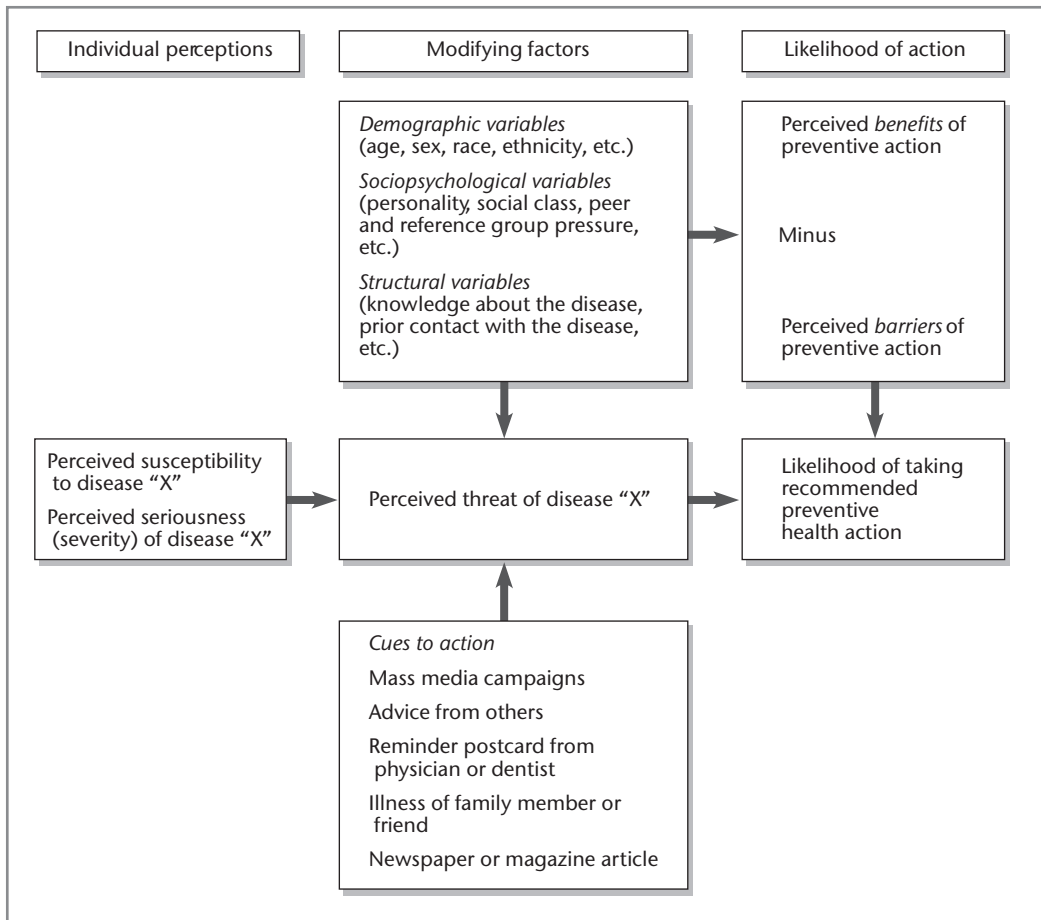 Individual perceptions
Modifying factors
Likelihood of action
Demographic variables
(age, sex, race, ethnicity, etc.)
Sociopsychological variables
(personality, social class, peer
and reference group pressure,
etc.)
Structural variables
(knowledge about the disease,
prior contact with the disease,
etc.)
Perceived benefits of
preventive action
Minus
Perceived barriers of
preventive action
Perceived susceptibility
to disease “X”
Perceived seriousness
(severity) of disease “X”
Perceived threat of disease “X”
Likelihood of taking
recommended
preventive
health action
Cues to action
Mass media campaigns
Advice from others
Reminder postcard from
physician or dentist
Illness of family member or
friend
Newspaper or magazine article